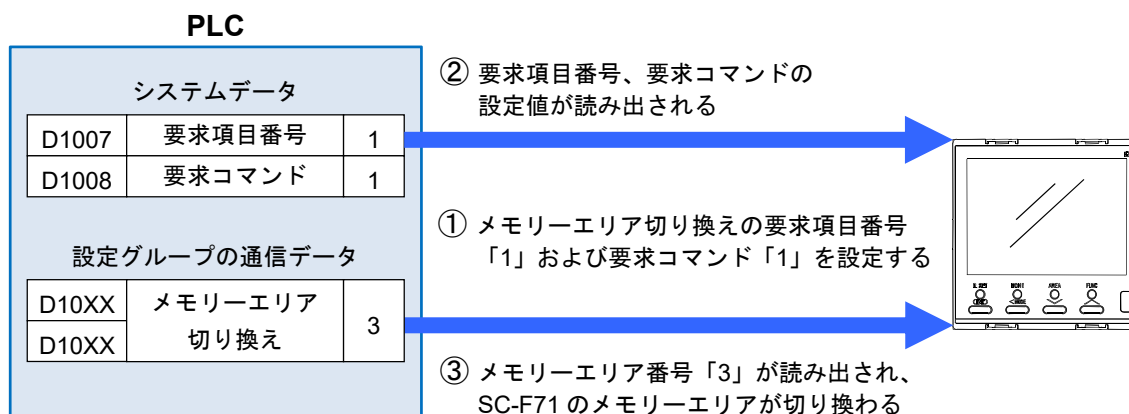 PLC
システムデータ
D1007 要求項目番号 1
D1008 要求コマンド 1
② 要求項目番号、要求コマンドの
設定値が読み出される
① メモリーエリア切り換えの要求項目番号
「1」および要求コマンド「1」を設定する
設定グループの通信データ
D10XX メモリーエリア
D10XX 切り換え 3
③ メモリーエリア番号「3」が読み出され、
SC-F71 のメモリーエリアが切り換わる
MONI AREA FUNC
<MODE